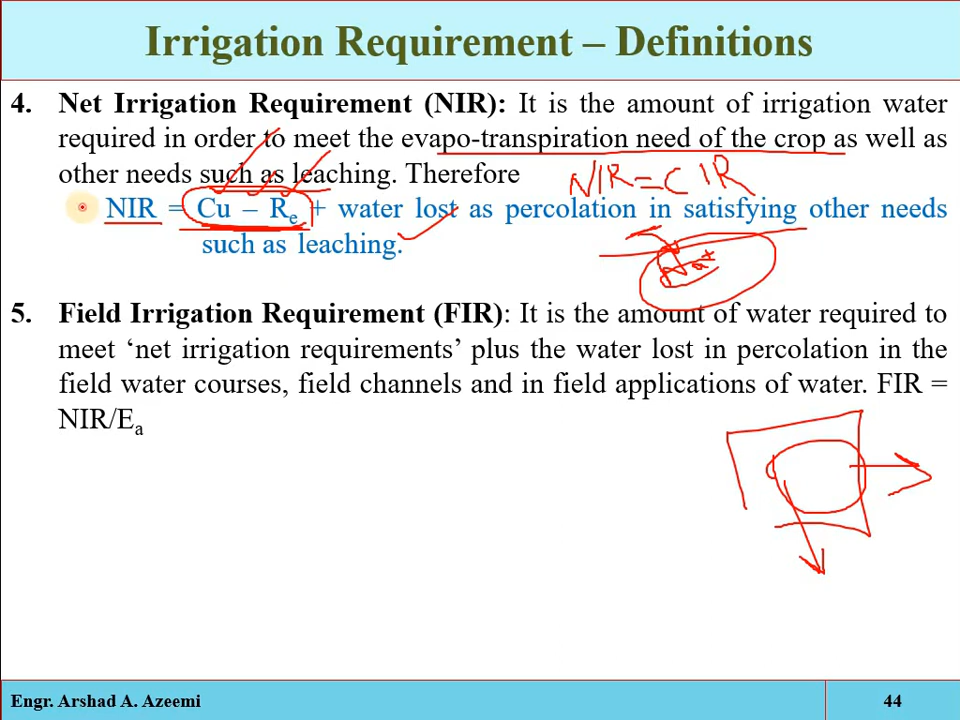 Irrigation Requirement – Definitions
4. Net Irrigation Requirement (NIR): It is the amount of irrigation water
required in order to meet the evapo-transpiration need of the crop as well as
other needs such as leaching. Therefore
NIR = CIR
NIR = Cu – Re + water lost as percolation in satisfying other needs
such as leaching.
Na+
5. Field Irrigation Requirement (FIR): It is the amount of water required to
meet ‘net irrigation requirements’ plus the water lost in percolation in the
field water courses, field channels and in field applications of water. FIR =
NIR/Ea
Engr. Arshad A. Azeemi
44